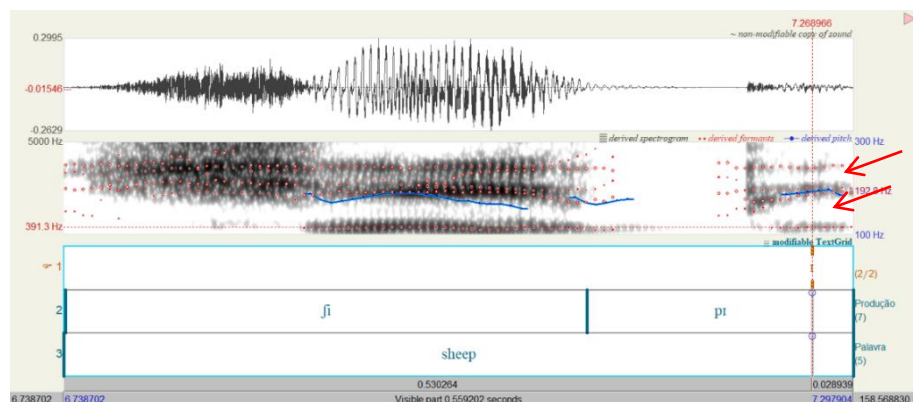 7.268966
0.2995
~ non-modifiable copy of sound
-0.01546
-0.2629
5000 Hz
derived spectrogram derived formants derived pitch
300 Hz
391.3 Hz
100 Hz
modifiable TextGrid
1
ɪ
(2/2)
2
ʃi
pɪ
Produção
(7)
3
sheep
Palavra
(5)
0.530264
0.028939
6.738702
6.738702
Visible part 0.559202 seconds
7.297904
158.568830